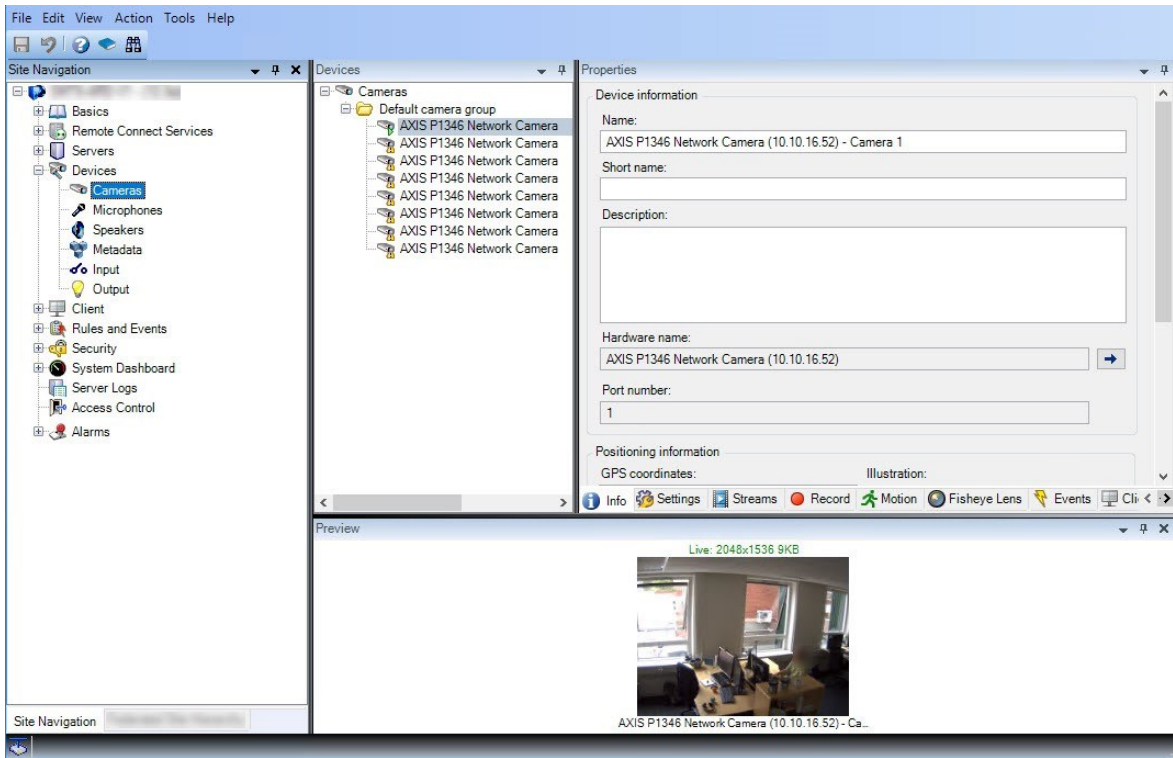 File Edit View Action Tools Help
Site Navigation
Basics
Remote Connect Services
Servers
Devices
Cameras
Microphones
Speakers
Metadata
Input
Output
Client
Rules and Events
Security
System Dashboard
Server Logs
Access Control
Alarms
Site Navigation
Devices
Cameras
Default camera group
AXIS P1346 Network Camera
AXIS P1346 Network Camera
AXIS P1346 Network Camera
AXIS P1346 Network Camera
AXIS P1346 Network Camera
AXIS P1346 Network Camera
AXIS P1346 Network Camera
AXIS P1346 Network Camera
Properties
Device information
Name:
AXIS P1346 Network Camera (10.10.16.52) - Camera 1
Short name:
Description:
Hardware name:
AXIS P1346 Network Camera (10.10.16.52)
Port number:
1
Positioning information
GPS coordinates: Illustration:
Info Settings Streams Record Motion Fisheye Lens Events Cli
Preview
Live: 2048x1536 9KB
AXIS P1346 Network Camera (10.10.16.52) - Ca...